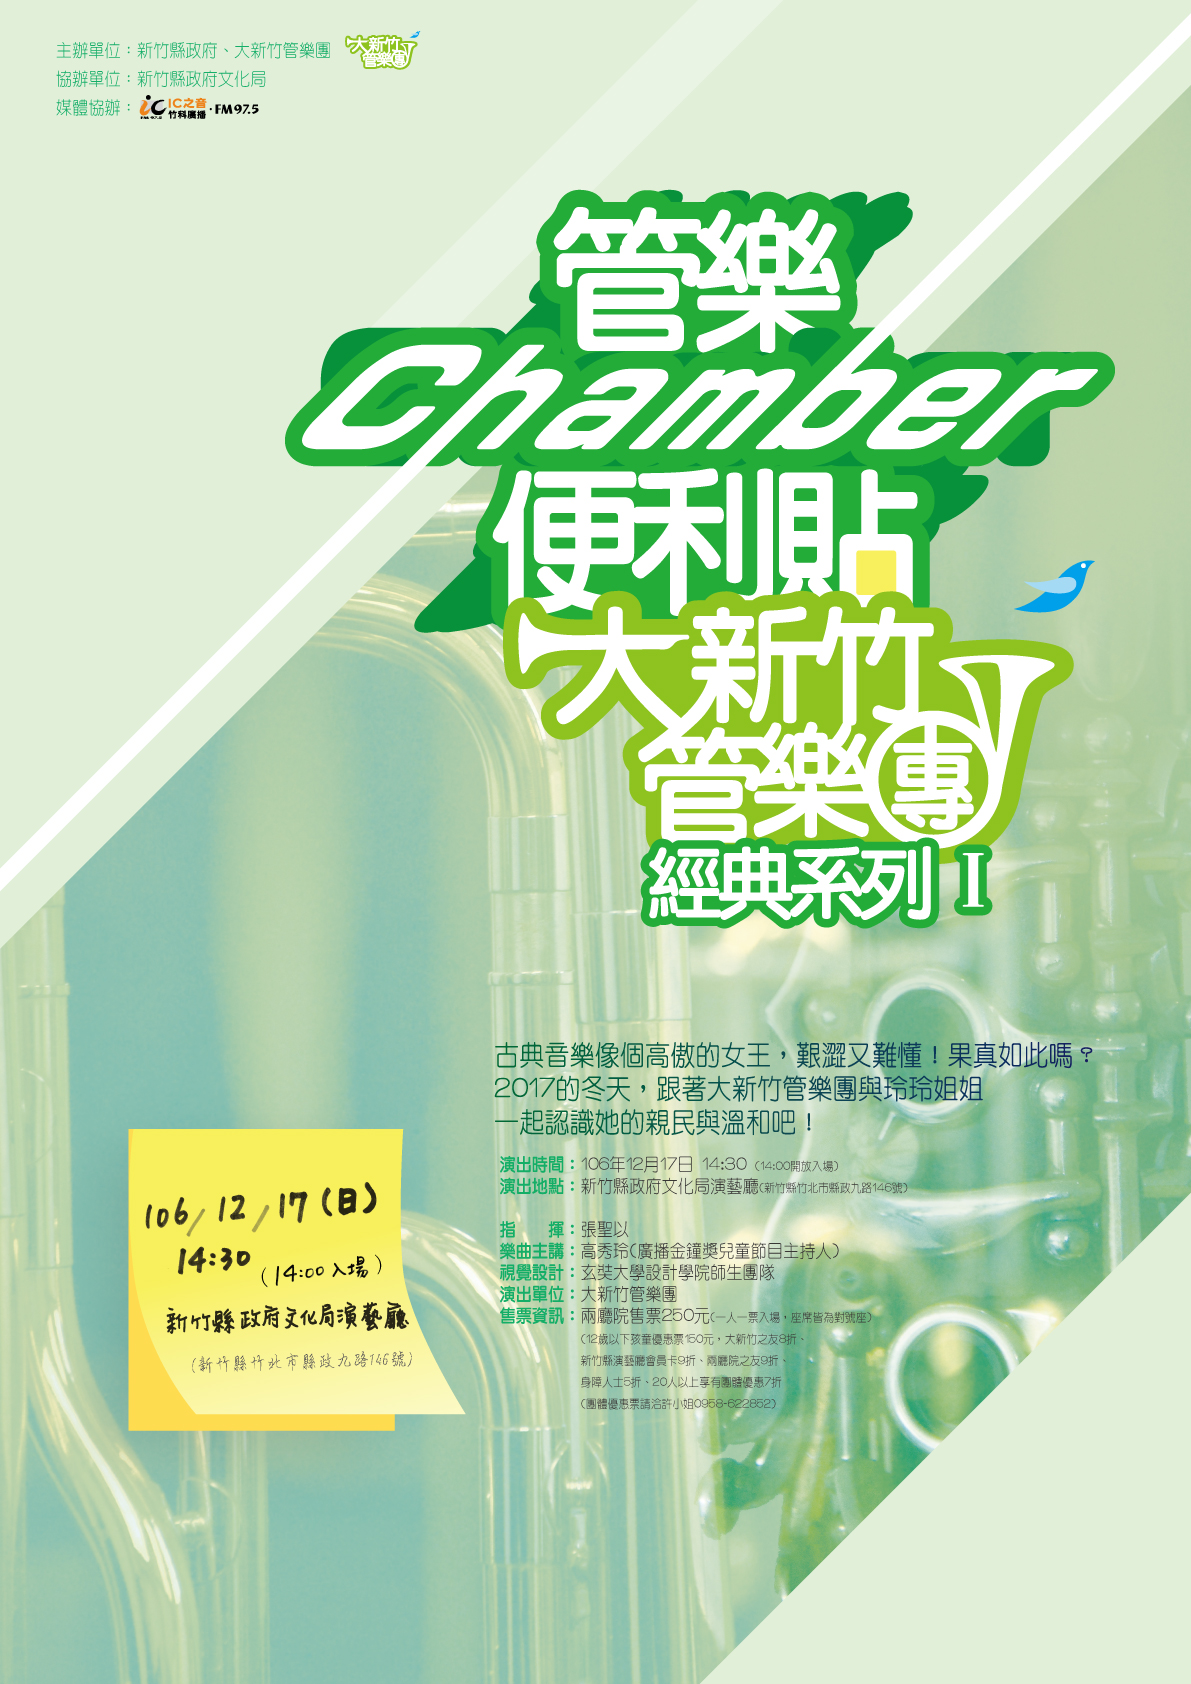 主辦單位：新竹縣政府、大新竹管樂團 大新竹管樂團
協辦單位：新竹縣政府文化局
媒體協辦：iC IC之音 竹科廣播·FM97.5
管樂
Chamber
便利貼
大新竹
管樂團
經典系列 I
古典音樂像個高傲的女王，艱澀又難懂！果真如此嗎？
2017的冬天，跟著大新竹管樂團與玲玲姐姐
一起認識她的親民與溫和吧！
演出時間：106年12月17日 14:30（14:00開放入場）
演出地點：新竹縣政府文化局演藝廳(新竹縣竹北市縣政九路146號)
指　　揮：張聖以
樂曲主講：高秀玲(廣播金鐘獎兒童節目主持人)
視覺設計：玄奘大學設計學院師生團隊
演出單位：大新竹管樂團
售票資訊：兩廳院售票250元(一人一票入場，座席皆為對號座)
(12歲以下孩童優惠票150元，大新竹之友8折、
新竹縣演藝廳會員卡9折、兩廳院之友9折、
身障人士5折、20人以上享有團體優惠7折
(團體優惠票請洽許小姐0958-622852)
106/12/17(日)
14:30 (14:00入場)
新竹縣政府文化局演藝廳
(新竹縣竹北市縣政九路146號)